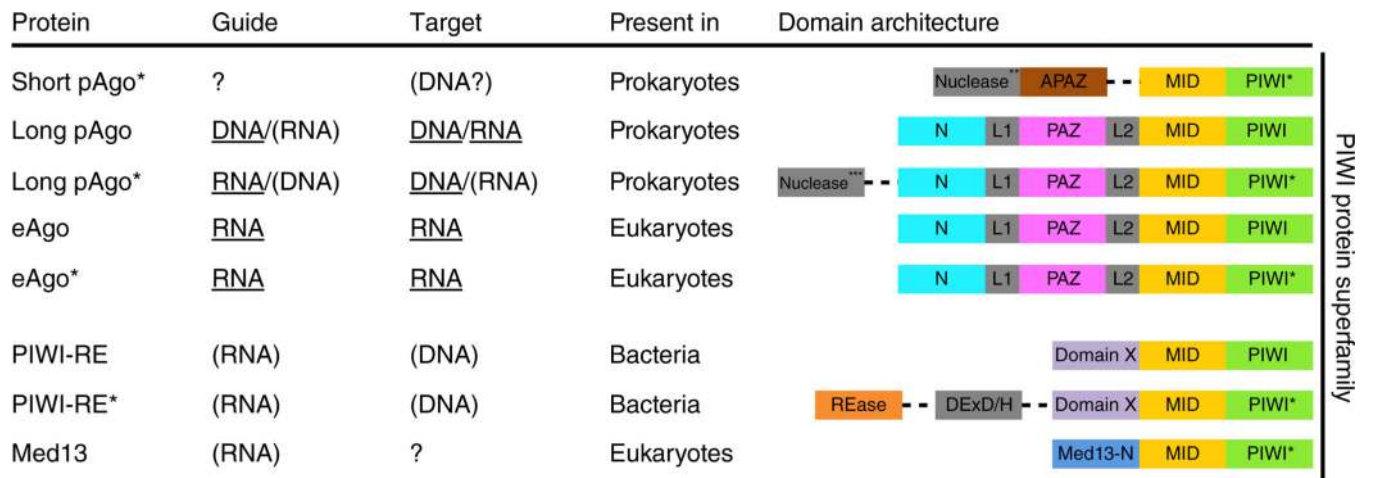 Protein Guide Target Present in Domain architecture
Short pAgo* ? (DNA?) Prokaryotes Nuclease** APAZ MID PIWI*
Long pAgo DNA/(RNA) DNA/RNA Prokaryotes N L1 PAZ L2 MID PIWI
Long pAgo* RNA/(DNA) DNA/(RNA) Prokaryotes Nuclease*** N L1 PAZ L2 MID PIWI*
eAgo RNA RNA Eukaryotes N L1 PAZ L2 MID PIWI
eAgo* RNA RNA Eukaryotes N L1 PAZ L2 MID PIWI*
PIWI-RE (RNA) (DNA) Bacteria Domain X MID PIWI
PIWI-RE* (RNA) (DNA) Bacteria REase DExD/H Domain X MID PIWI*
Med13 (RNA) ? Eukaryotes Med13-N MID PIWI*
PIWI protein superfamily